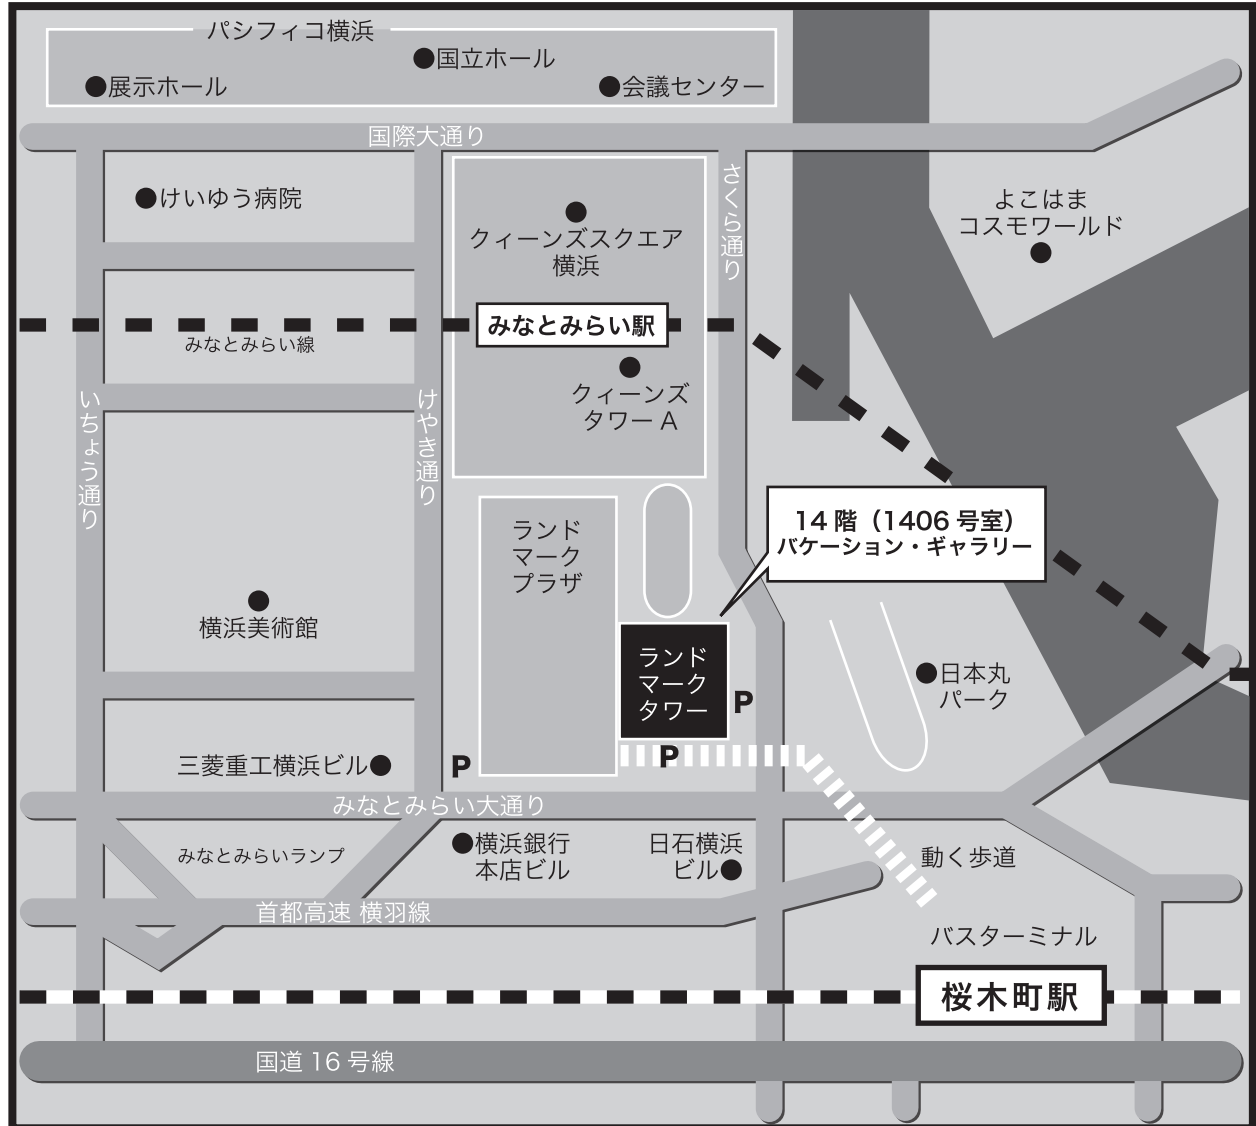 パシフィコ横浜
●国立ホール
●展示ホール
●会議センター
国際大通り
●けいゆう病院
さくら通り
よこはま
コスモワールド
●
●
クィーンズスクエア
横浜
みなとみらい駅
みなとみらい線
●
クィーンズ
タワー A
いちょう通り
けやき通り
14 階（1406 号室）
バケーション・ギャラリー
ランド
マーク
プラザ
●
横浜美術館
ランド
マーク
タワー
●日本丸
パーク
P
P
P
三菱重工横浜ビル●
みなとみらい大通り
みなとみらいランプ
●横浜銀行
本店ビル
日石横浜
ビル●
動く歩道
首都高速 横羽線
バスターミナル
桜木町駅
国道 16 号線